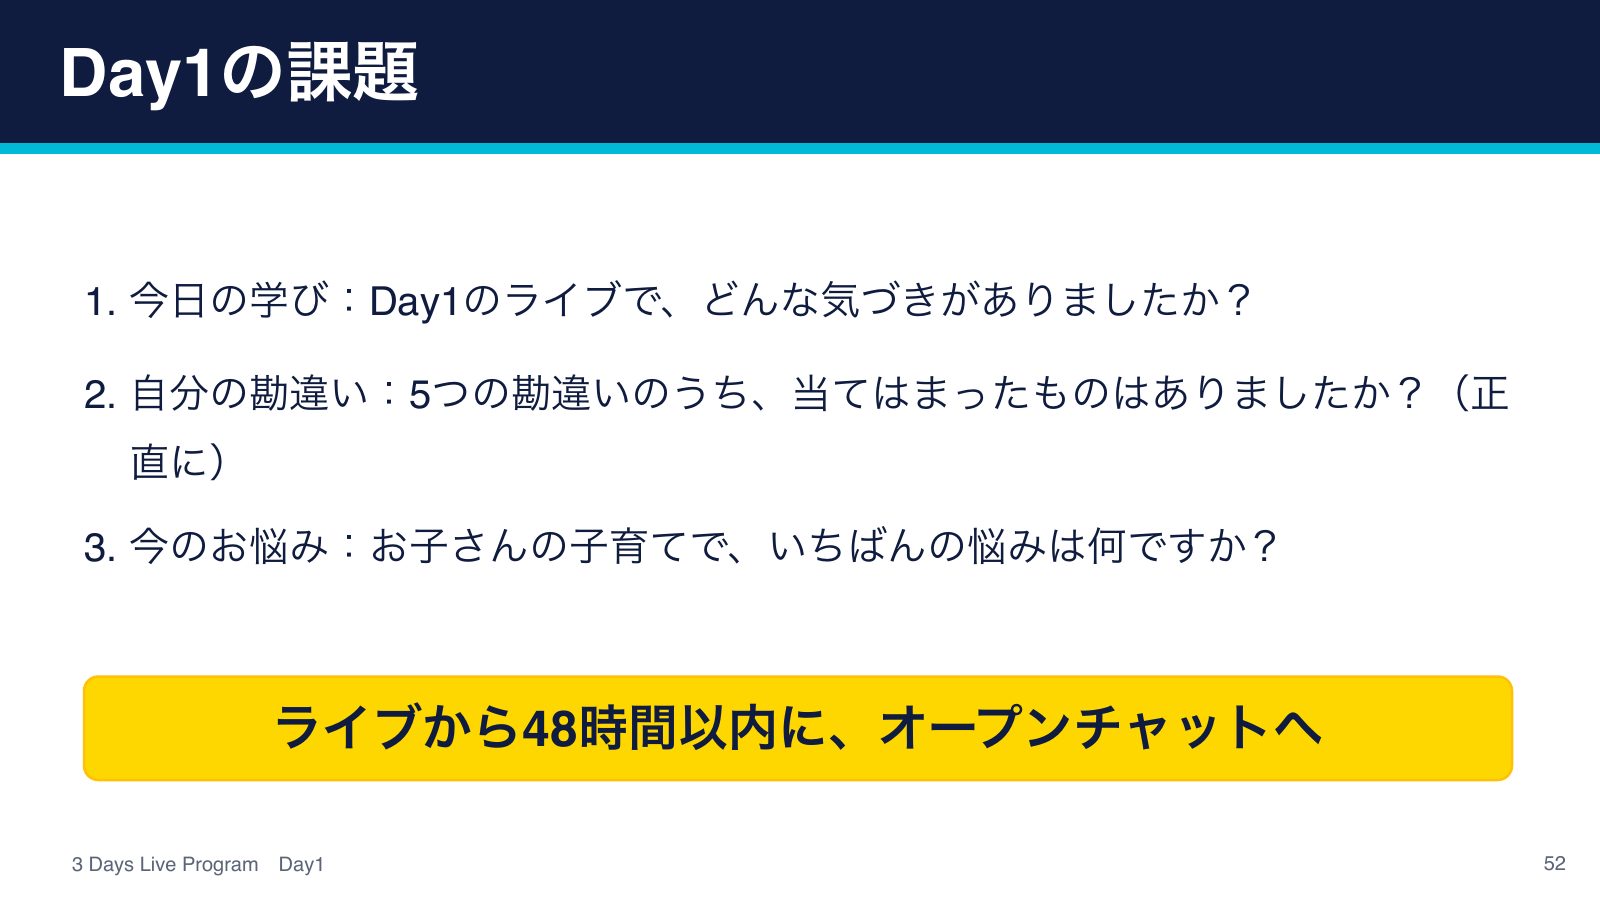 Day1の課題
1. 今日の学び：Day1のライブで、どんな気づきがありましたか？
2. 自分の勘違い：5つの勘違いのうち、当てはまったものはありましたか？（正
直に）
3. 今のお悩み：お子さんの子育てで、いちばんの悩みは何ですか？
ライブから48時間以内に、オープンチャットへ
3 Days Live Program　Day1
52